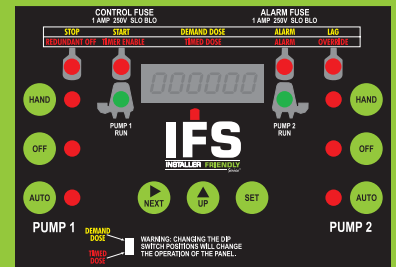 CONTROL FUSE
1 AMP 250V SLO BLO
ALARM FUSE
1 AMP 250V SLO BLO
STOP START DEMAND DOSE ALARM LAG
REDUNDANT OFF TIMER ENABLE TIMED DOSE ALARM OVERRIDE
000000
HAND
HAND
PUMP 1
RUN
PUMP 2
RUN
IFS
INSTALLER FRIENDLY
Series
OFF
OFF
AUTO
NEXT
UP
SET
AUTO
PUMP 1
PUMP 2
DEMAND
DOSE
TIMED
DOSE
WARNING: CHANGING THE DIP
SWITCH POSITIONS WILL CHANGE
THE OPERATION OF THE PANEL.